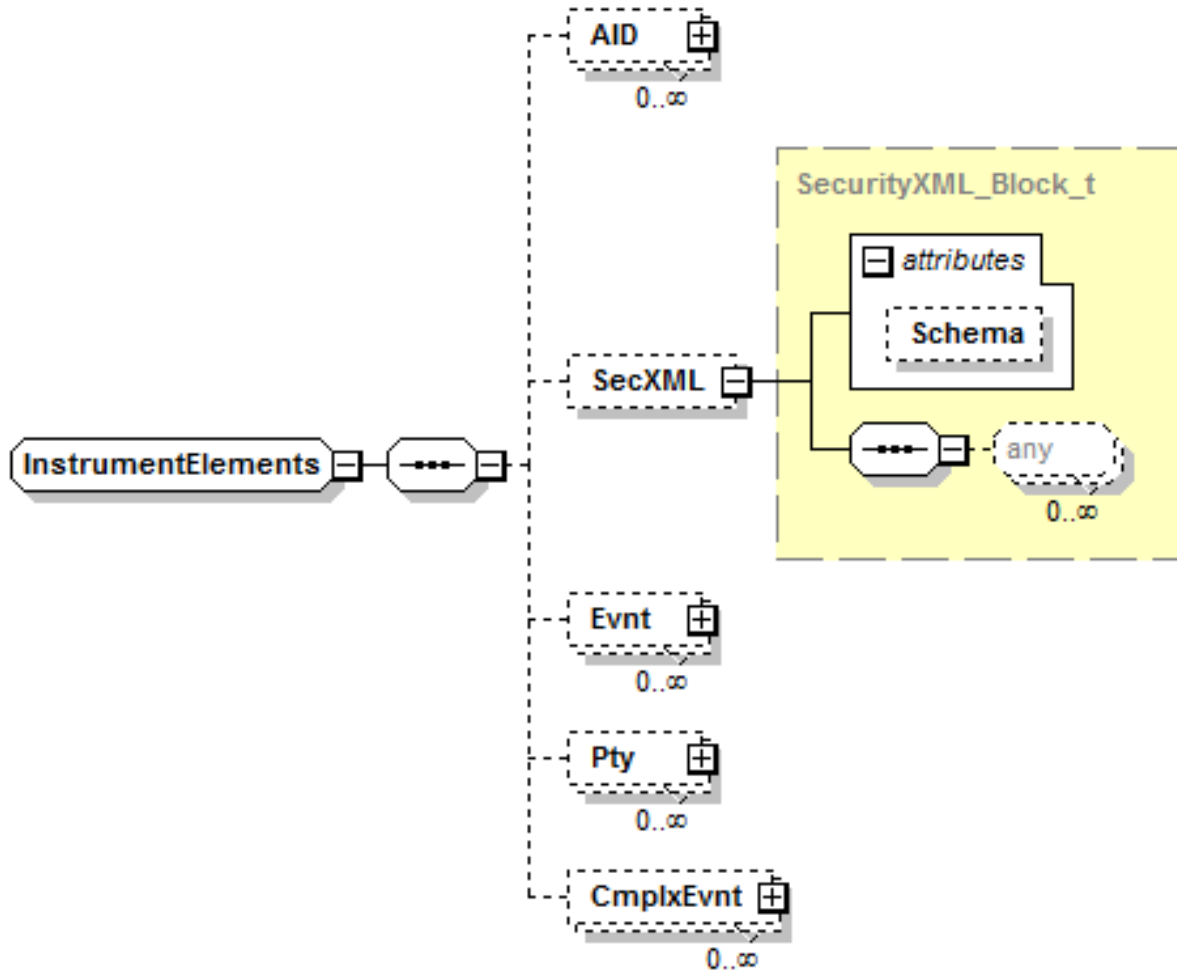 AID
0..∞
SecurityXML_Block_t
attributes
Schema
SecXML
any
0..∞
InstrumentElements
Evnt
0..∞
Pty
0..∞
CmplxEvnt
0..∞